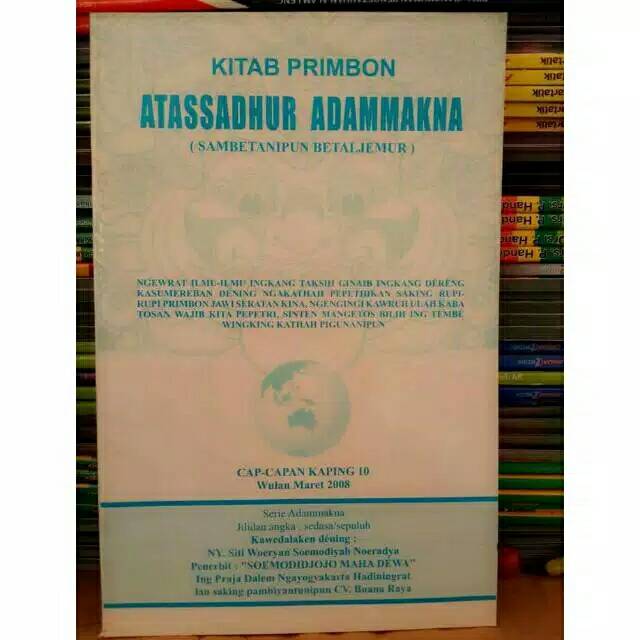 KITAB PRIMBON
ATASSADHUR ADAMMAKNA
( SAMBETANIPUN BETALJEMUR )
NGEWRAT ILMU-ILMU INGKANG TAKSIH GINAIB INGKANG DÈRÈNG
KASUMEREBAN DÉNING NGAKATHAH PEPETHIKAN SAKING RUPI-
RUPI PRIMBON JAWI SERATAN KINA, NGENGINGI KAWRUH ULAH KABA
TOSAN WAJIB KITA PEPETRI, SINTEN MANGETOS BILIH ING TEMBE
WINGKING KATHAH PIGUNANIPUN
CAP-CAPAN KAPING 10
Wulan Maret 2008
Serie Adammakna
Jilidan angka , sedasa/sepuluh
Kawedalaken déning :
NY. Siti Woeryan Soemodiyah Noeradya
Penerbit : "SOEMODIDJOJO MAHA DEWA"
Ing Praja Dalem Ngayogyakarta Hadiningrat
lan saking pambiyantunipun CV. Buana Raya